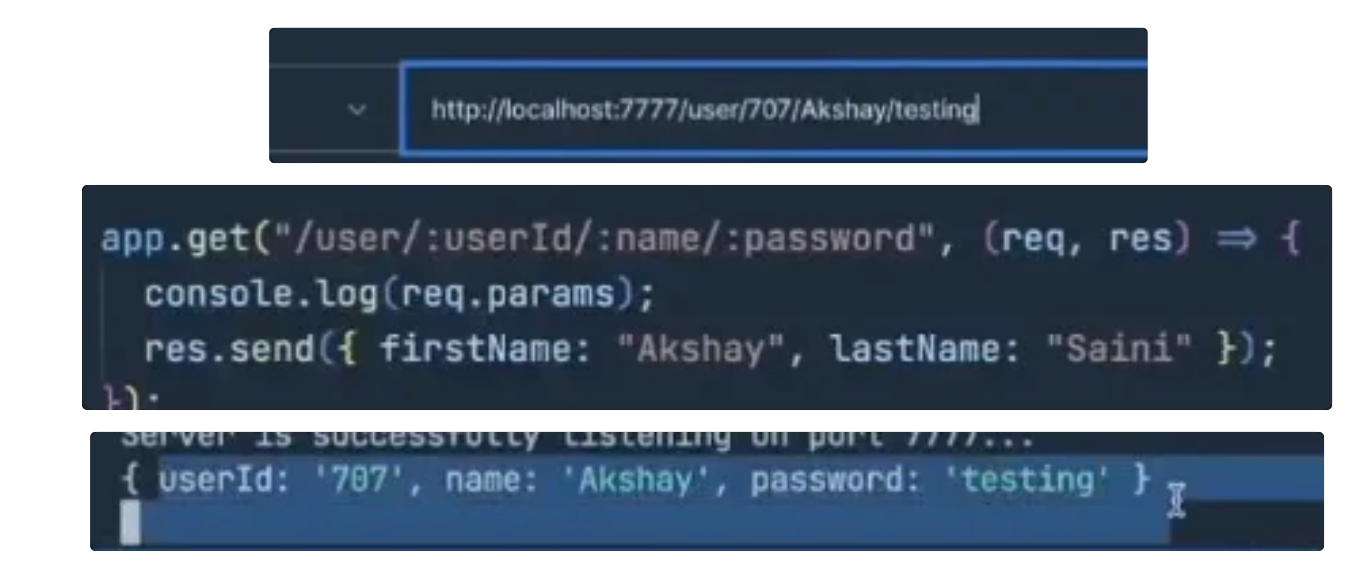 http://localhost:7777/user/707/Akshay/testing
app.get("/user/:userId/:name/:password", (req, res) => {
console.log(req.params);
res.send({ firstName: "Akshay", lastName: "Saini" });
});
Server is successfully listening on port 7777...
{ userId: '707', name: 'Akshay', password: 'testing' }